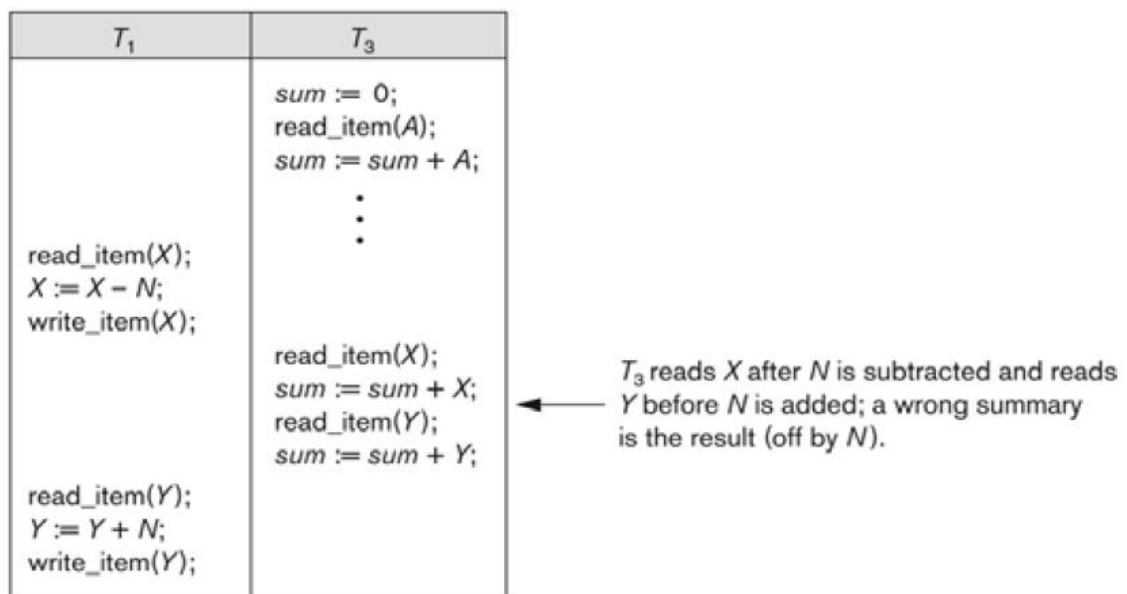 T₁
T₃
sum := 0;
read_item(A);
sum := sum + A;
read_item(X);
X := X – N;
write_item(X);
read_item(X);
sum := sum + X;
read_item(Y);
sum := sum + Y;
T₃ reads X after N is subtracted and reads
Y before N is added; a wrong summary
is the result (off by N).
read_item(Y);
Y := Y + N;
write_item(Y);